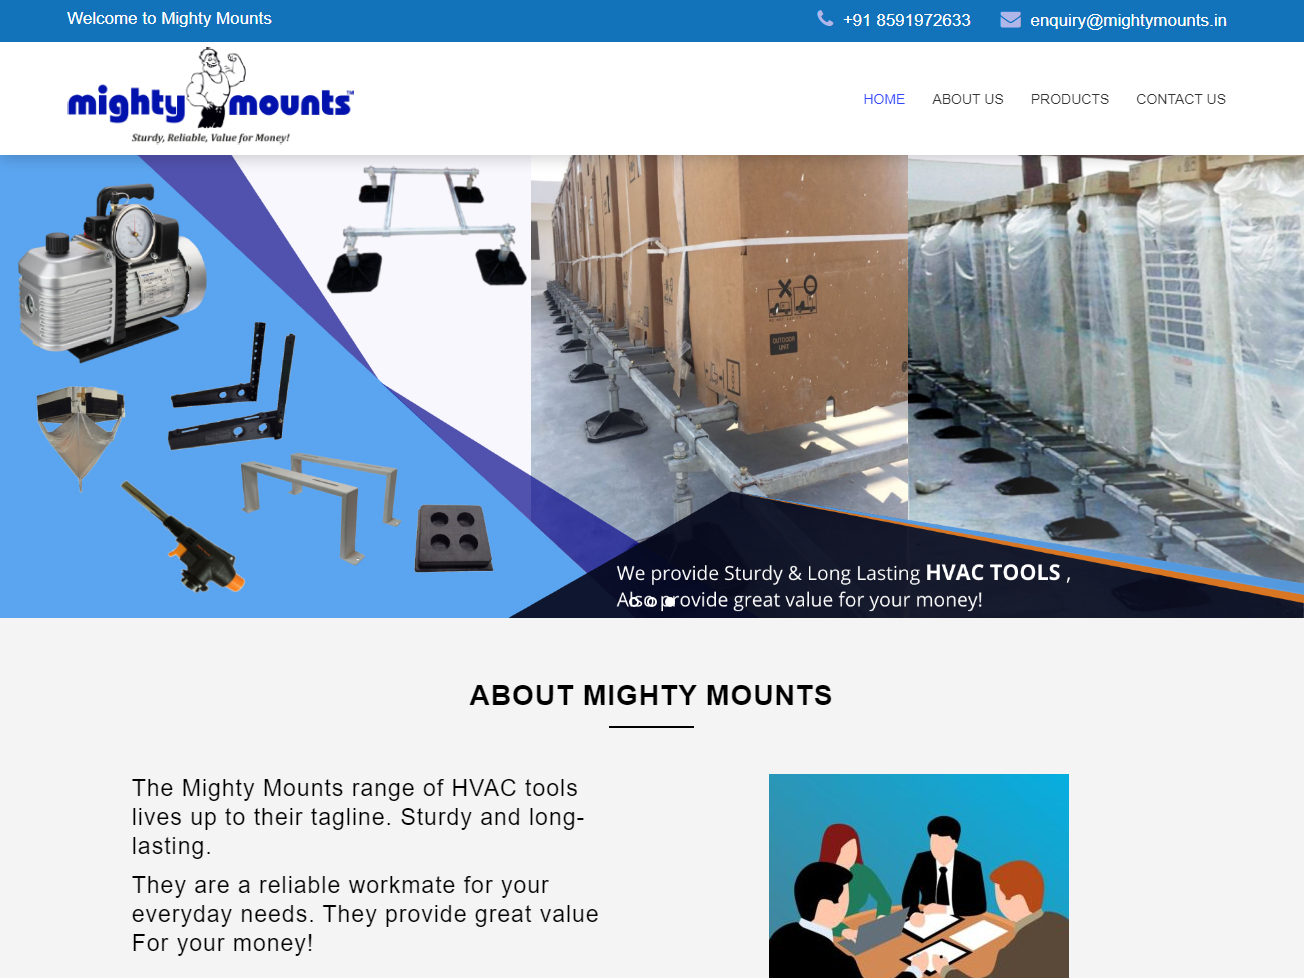 Welcome to Mighty Mounts
+91 8591972633
enquiry@mightymounts.in
mighty mounts™
Sturdy, Reliable, Value for Money!
HOME
ABOUT US
PRODUCTS
CONTACT US
OUTDOOR
UNIT
We provide Sturdy & Long Lasting HVAC TOOLS ,
Also provide great value for your money!
ABOUT MIGHTY MOUNTS
The Mighty Mounts range of HVAC tools
lives up to their tagline. Sturdy and long-
lasting.
They are a reliable workmate for your
everyday needs. They provide great value
For your money!